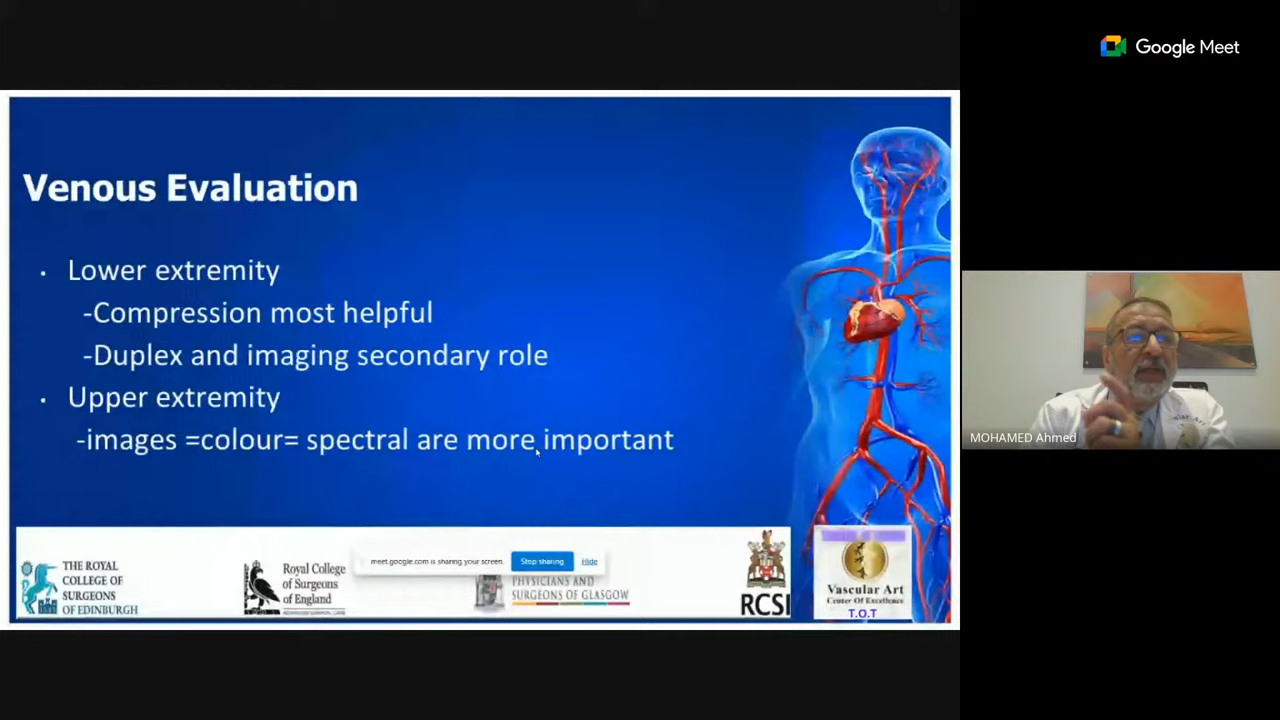 Google Meet
Venous Evaluation
• Lower extremity
-Compression most helpful
-Duplex and imaging secondary role
• Upper extremity
-images =colour= spectral are more important
MOHAMED Ahmed
meet.google.com is sharing your screen.
Stop sharing
Hide
THE ROYAL
COLLEGE OF
SURGEONS
OF EDINBURGH
Royal College
of Surgeons
of England
PHYSICIANS AND
SURGEONS OF GLASGOW
RCSI
Vascular Art
Center Of Excellence
T.O.T